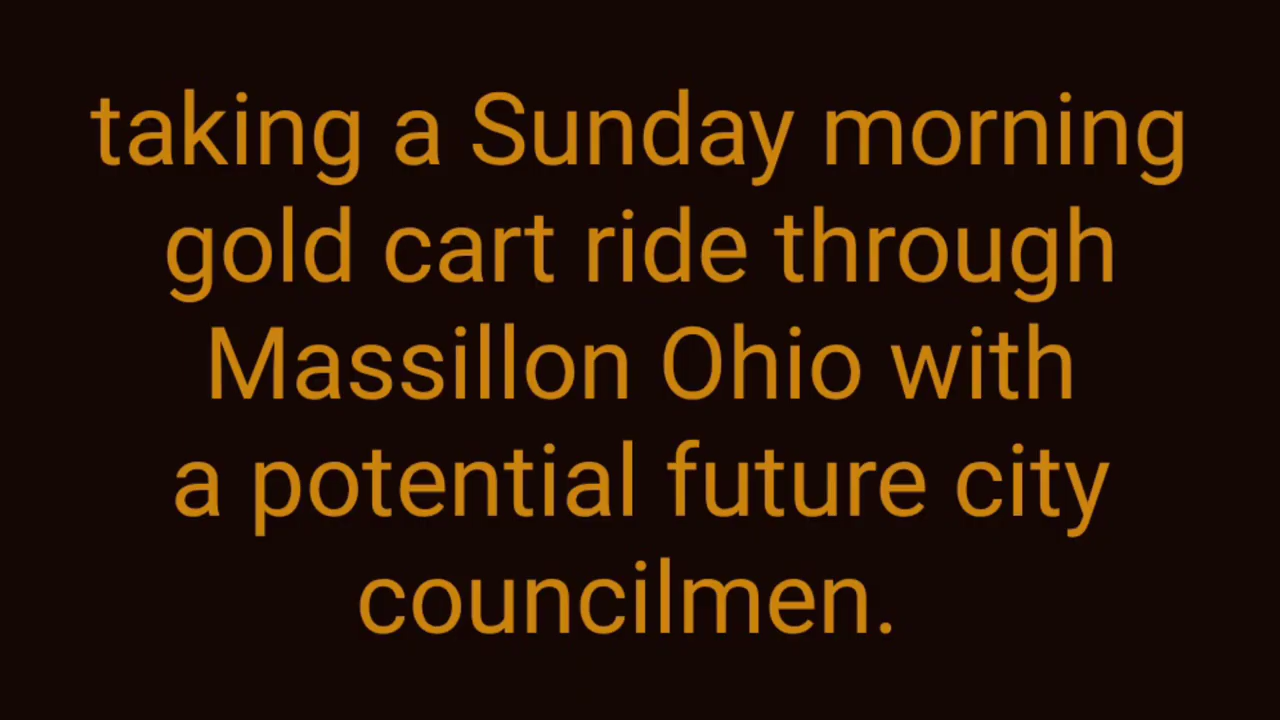 taking a Sunday morning
gold cart ride through
Massillon Ohio with
a potential future city
councilmen.